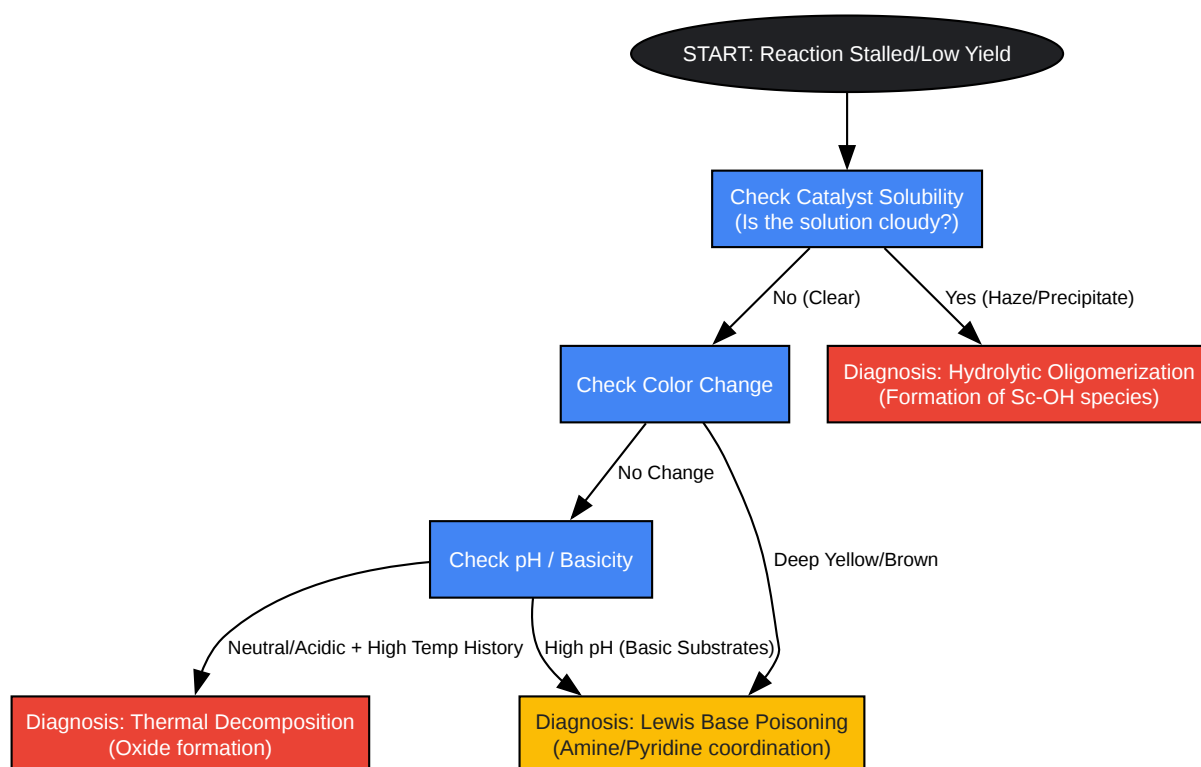 START: Reaction Stalled/Low Yield
Check Catalyst Solubility
(Is the solution cloudy?)
No (Clear)
Yes (Haze/Precipitate)
Check Color Change
Diagnosis: Hydrolytic Oligomerization
(Formation of Sc-OH species)
No Change
Check pH / Basicity
Deep Yellow/Brown
Neutral/Acidic + High Temp History
High pH (Basic Substrates)
Diagnosis: Thermal Decomposition
(Oxide formation)
Diagnosis: Lewis Base Poisoning
(Amine/Pyridine coordination)